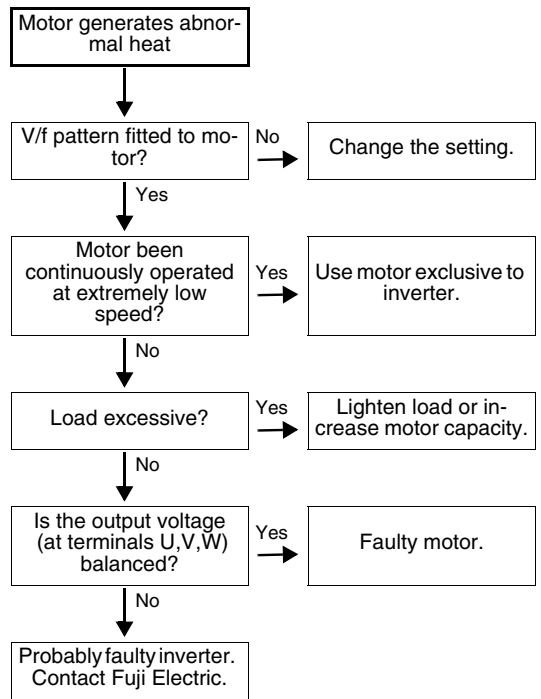 Motor generates abnor-
mal heat
V/f pattern fitted to mo-
tor?
No
Change the setting.
Yes
Motor been
continuously operated
at extremely low
speed?
Yes
Use motor exclusive to
inverter.
No
Load excessive?
Yes
Lighten load or in-
crease motor capacity.
No
Is the output voltage
(at terminals U,V,W)
balanced?
Yes
Faulty motor.
No
Probably faulty inverter.
Contact Fuji Electric.